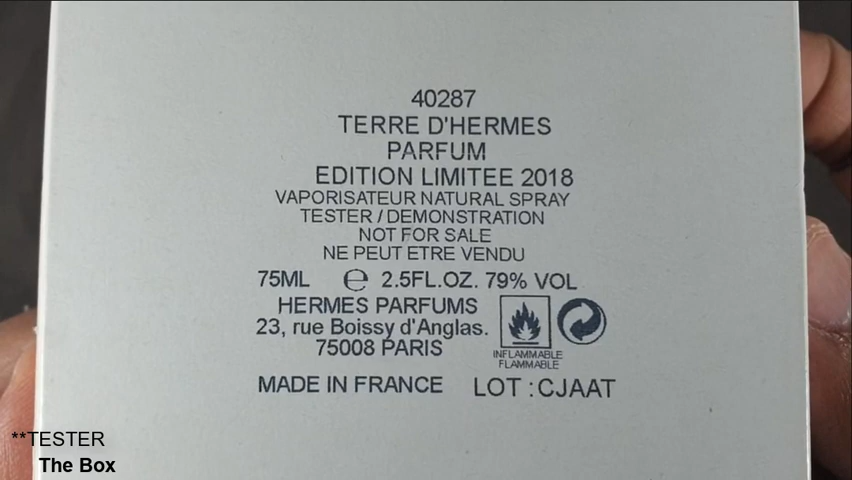 40287
TERRE D'HERMES
PARFUM
EDITION LIMITEE 2018
VAPORISATEUR NATURAL SPRAY
TESTER / DEMONSTRATION
NOT FOR SALE
NE PEUT ETRE VENDU
75ML ℮ 2.5FL.OZ. 79% VOL
HERMES PARFUMS
23, rue Boissy d'Anglas.
75008 PARIS
INFLAMMABLE
FLAMMABLE
MADE IN FRANCE LOT : CJAAT
**TESTER
The Box